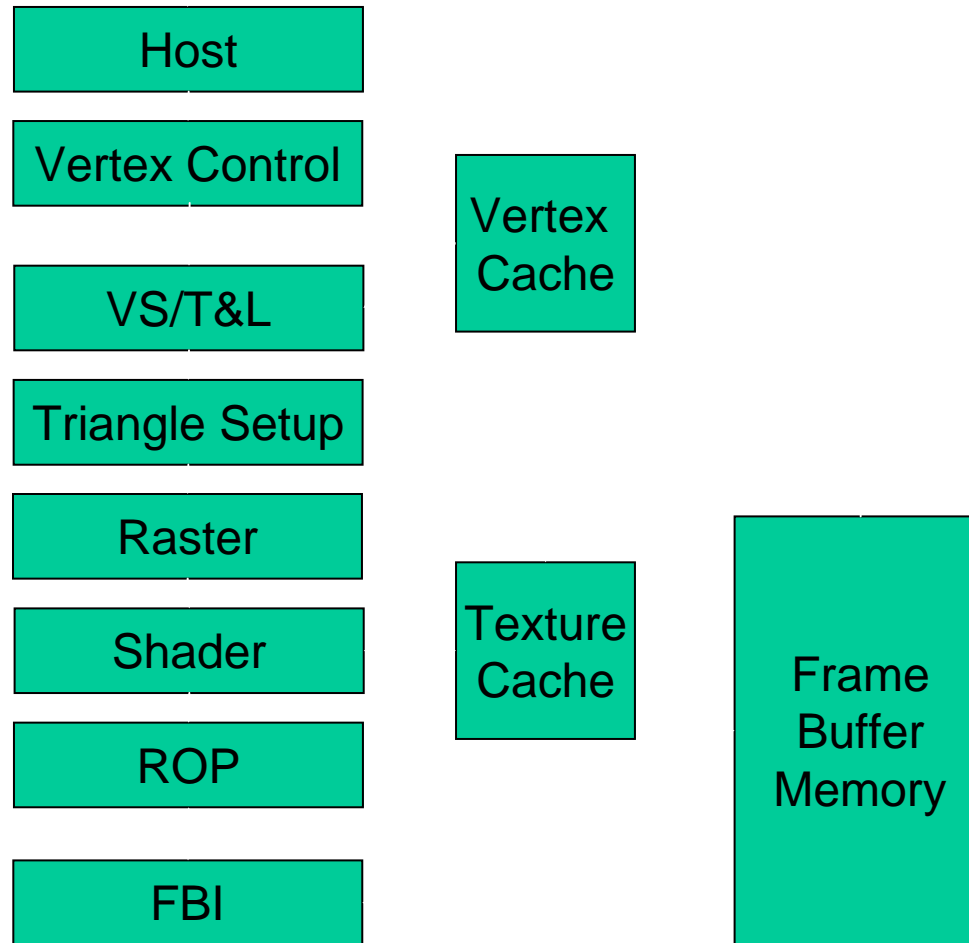 Host
Vertex Control
Vertex
Cache
VS/T&L
Triangle Setup
Raster
Texture
Cache
Shader
Frame
Buffer
Memory
ROP
FBI